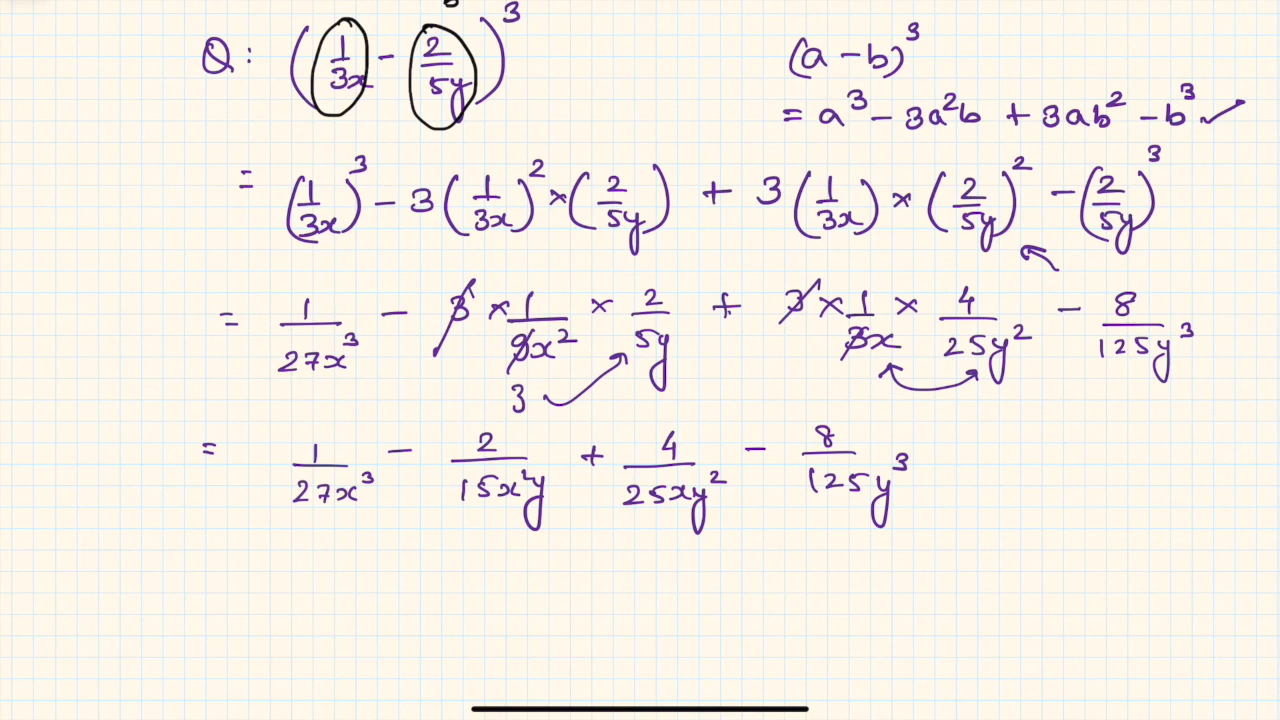 Q: (1/3x - 2/5y)³
(a - b)³
= a³ - 3a²b + 3ab² - b³ ✓
= (1/3x)³ - 3(1/3x)² × (2/5y) + 3(1/3x) × (2/5y)² - (2/5y)³
= 1/27x³ - 3 × 1/9x² × 2/5y + 3 × 1/3x × 4/25y² - 8/125y³
3
= 1/27x³ - 2/15x²y + 4/25xy² - 8/125y³